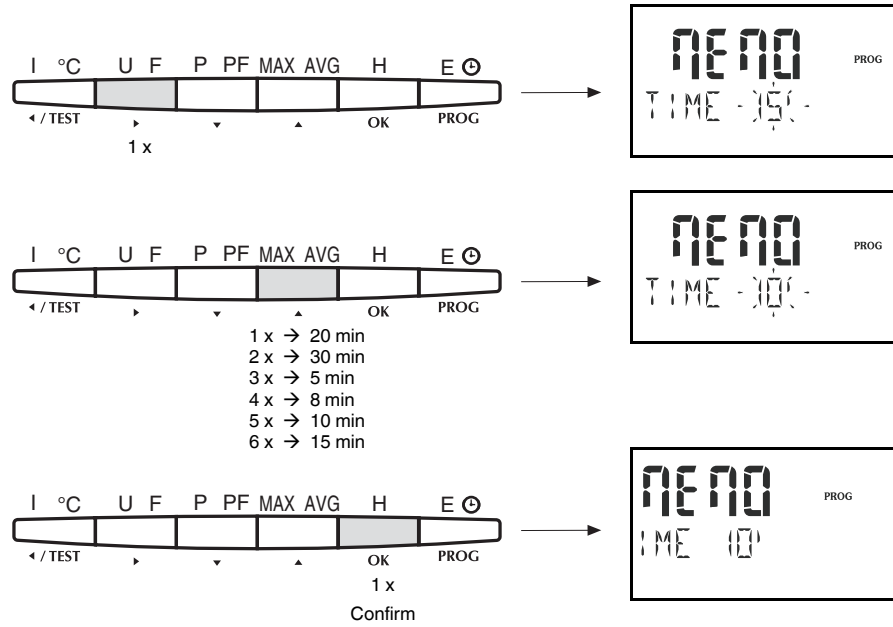 I °C U F P PF MAX AVG H E
/ TEST OK PROG
1 x
MEMO PROG
TIME 15
I °C U F P PF MAX AVG H E
/ TEST OK PROG
1 x → 20 min
2 x → 30 min
3 x → 5 min
4 x → 8 min
5 x → 10 min
6 x → 15 min
MEMO PROG
TIME 10
I °C U F P PF MAX AVG H E
/ TEST OK PROG
1 x
Confirm
MEMO PROG
IME 10'